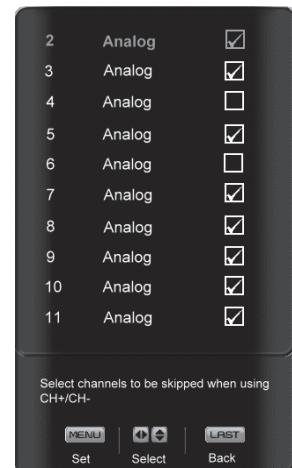 2 Analog
3 Analog
4 Analog
5 Analog
6 Analog
7 Analog
8 Analog
9 Analog
10 Analog
11 Analog
Select channels to be skipped when using
CH+/CH-
MENU LAST
Set Select Back